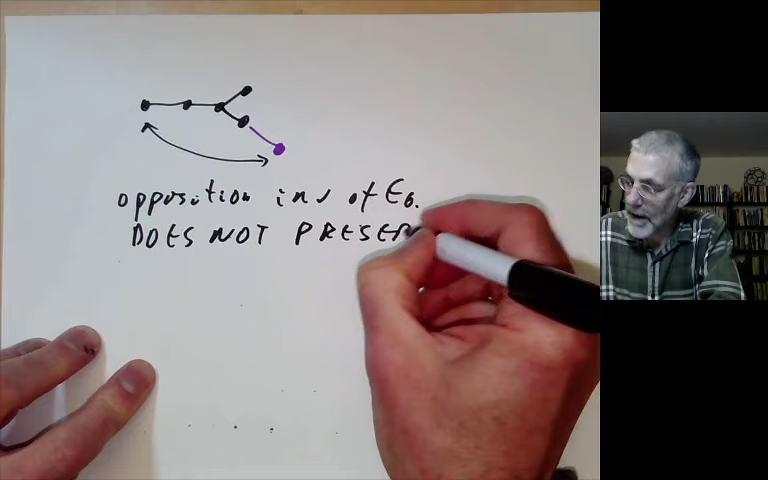 opposition inv of E6.
DOES NOT PRESER